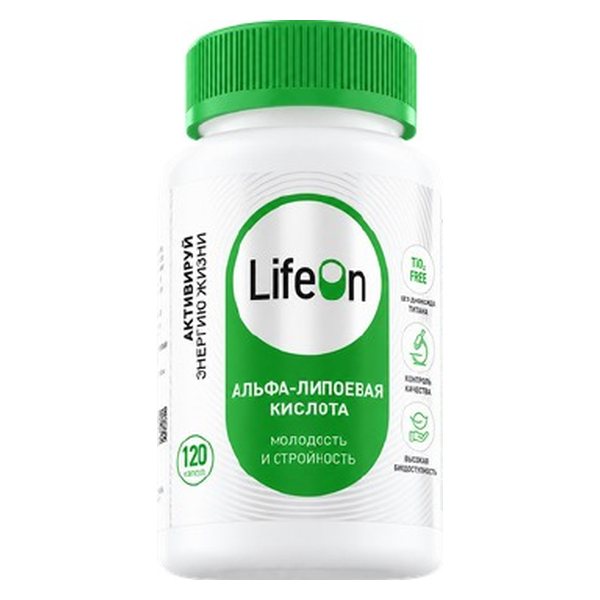 LifeOn
АЛЬФА-ЛИПОЕВАЯ
КИСЛОТА
МОЛОДОСТЬ
И СТРОЙНОСТЬ
АКТИВИРУЙ
ЭНЕРГИЮ ЖИЗНИ
120
КАПСУЛ
TiO₂
FREE
БЕЗ ДИОКСИДА
ТИТАНА
КОНТРОЛЬ
КАЧЕСТВА
ВЫСОКАЯ
БИОДОСТУПНОСТЬ